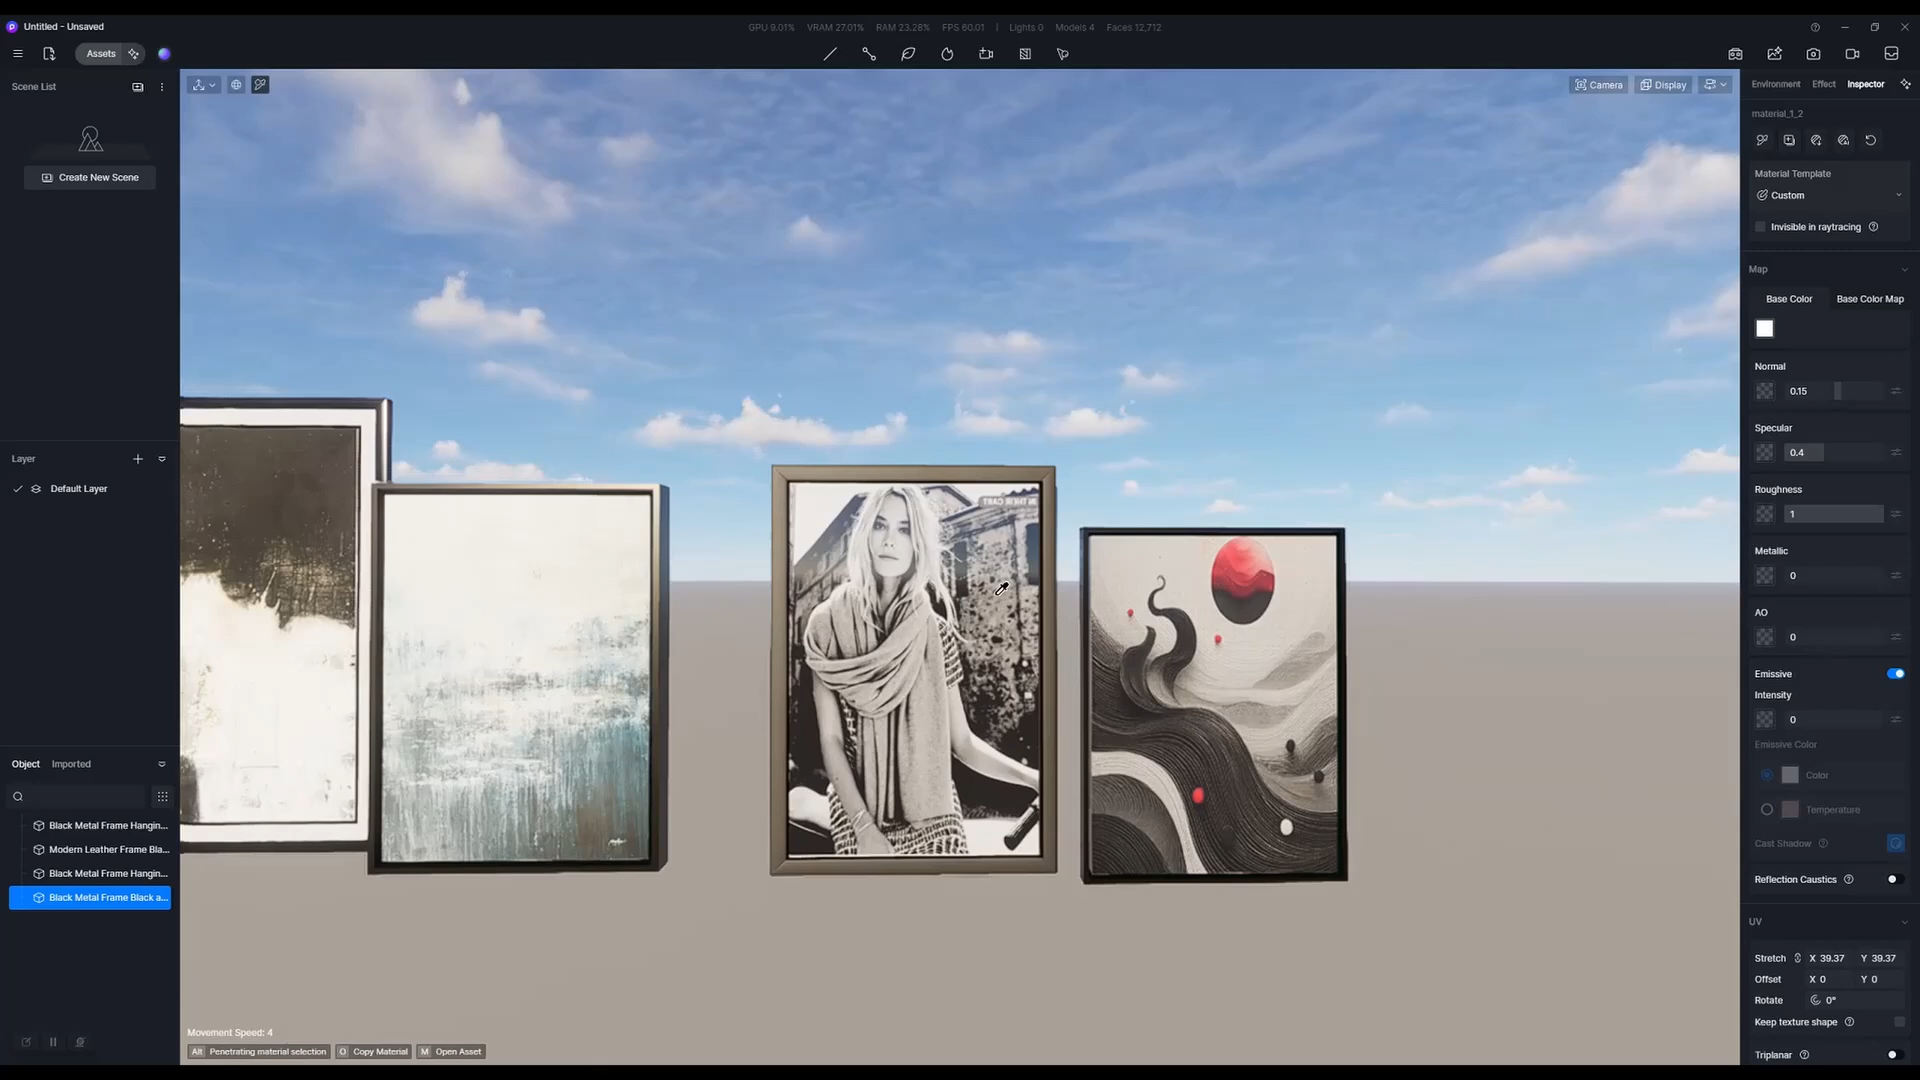 Untitled - Unsaved
GPU 9.01% VRAM 27.01% RAM 23.28% FPS 60.01 | Lights 0 Models 4 Faces 12,712
Assets
Scene List
Create New Scene
Layer
Default Layer
Object Imported
Black Metal Frame Hangin...
Modern Leather Frame Bla...
Black Metal Frame Hangin...
Black Metal Frame Black a...
Camera Display
Movement Speed: 4
Alt Penetrating material selection O Copy Material M Open Asset
Environment Effect Inspector
material_1_2
Material Template
Custom
Invisible in raytracing
Map
Base Color Base Color Map
Normal
0.15
Specular
0.4
Roughness
1
Metallic
0
AO
0
Emissive
Intensity
0
Emissive Color
Color
Temperature
Cast Shadow
Reflection Caustics
UV
Stretch X 39.37 Y 39.37
Offset X 0 Y 0
Rotate 0°
Keep texture shape
Triplanar